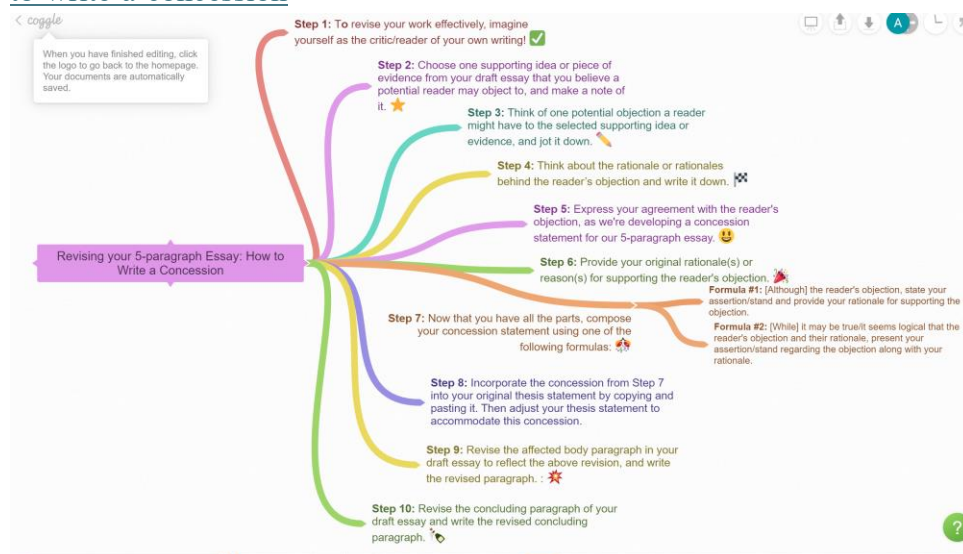 to write a concession
coggle
When you have finished editing, click
the logo to go back to the homepage.
Your documents are automatically
saved.
A
Step 1: To revise your work effectively, imagine
yourself as the critic/reader of your own writing! ✅
Step 2: Choose one supporting idea or piece of
evidence from your draft essay that you believe a
potential reader may object to, and make a note of
it. ⭐
Step 3: Think of one potential objection a reader
might have to the selected supporting idea or
evidence, and jot it down. ✏️
Step 4: Think about the rationale or rationales
behind the reader's objection and write it down. 🏁
Step 5: Express your agreement with the reader's
objection, as we're developing a concession
statement for our 5-paragraph essay. 😃
Revising your 5-paragraph Essay: How to
Write a Concession
Step 6: Provide your original rationale(s) or
reason(s) for supporting the reader's objection. 🎉
Step 7: Now that you have all the parts, compose
your concession statement using one of the
following formulas:
Formula #1: [Although] the reader's objection, state your
assertion/stand and provide your rationale for supporting the
objection.
Formula #2: [While] it may be true/it seems logical that the
reader's objection and their rationale, present your
assertion/stand regarding the objection along with your
rationale.
Step 8: Incorporate the concession from Step 7
into your original thesis statement by copying and
pasting it. Then adjust your thesis statement to
accommodate this concession.
Step 9: Revise the affected body paragraph in your
draft essay to reflect the above revision, and write
the revised paragraph. : 💥
Step 10: Revise the concluding paragraph of your
draft essay and write the revised concluding
paragraph. 🍾
?